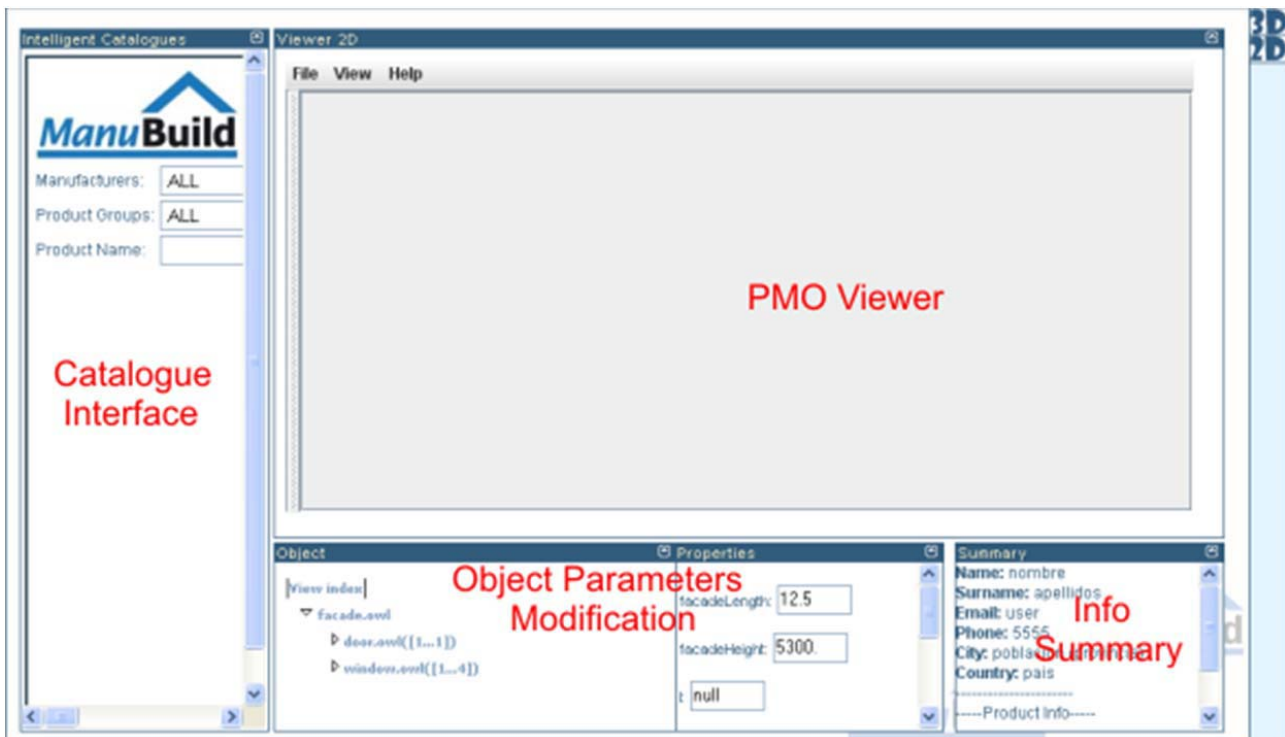 Intelligent Catalogues
ManuBuild
Manufacturers: ALL
Product Groups: ALL
Product Name:
Catalogue
Interface
Viewer 2D
File View Help
PMO Viewer
3D
2D
Object
View index
facade.owl
door.owl([1...1])
window.owl([1...4])
Object Parameters
Modification
Properties
facadeLength: 12.5
facadeHeight: 5300.
: null
Summary
Name: nombre
Surname: apellidos
Email: user
Phone: 5555
City: población
Country: pais
-----Product Info-----
Info
Summary
d